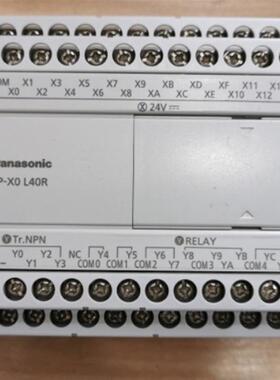 OM X1 X3 X5 X7 X9 XB XD XF X11 X1
X0 X2 X4 X6 X8 XA XC XE X10 X12
Ⓧ 24V⎓
Panasonic
P-X0 L40R
Ⓨ Tr.NPN Ⓨ RELAY
Y0 Y2 NC Y4 Y5 Y6 Y8 Y9 YB YC
– Y1 Y3 COM0 COM1 COM2 Y7 COM3 YA COM4 Y